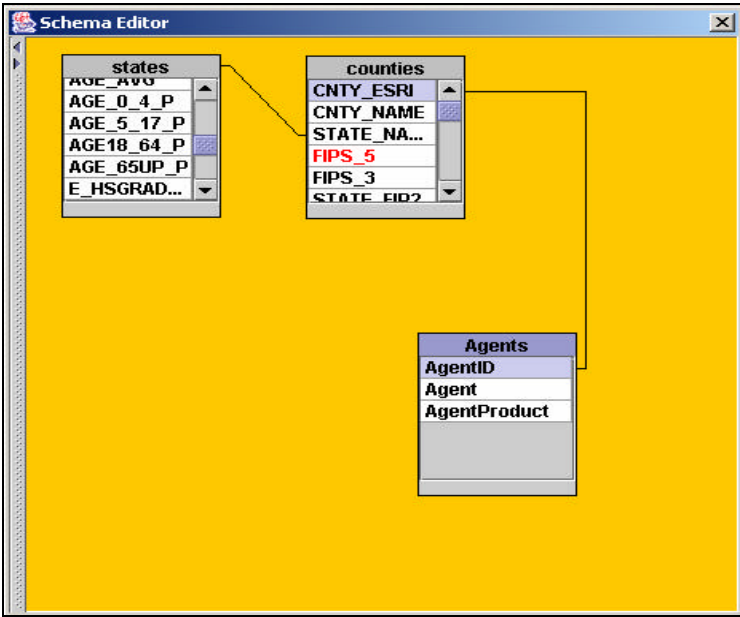 Schema Editor
states
AGE_AVG
AGE_0_4_P
AGE_5_17_P
AGE18_64_P
AGE_65UP_P
E_HSGRAD...
counties
CNTY_ESRI
CNTY_NAME
STATE_NA...
FIPS_5
FIPS_3
STATE_FIP2
Agents
AgentID
Agent
AgentProduct